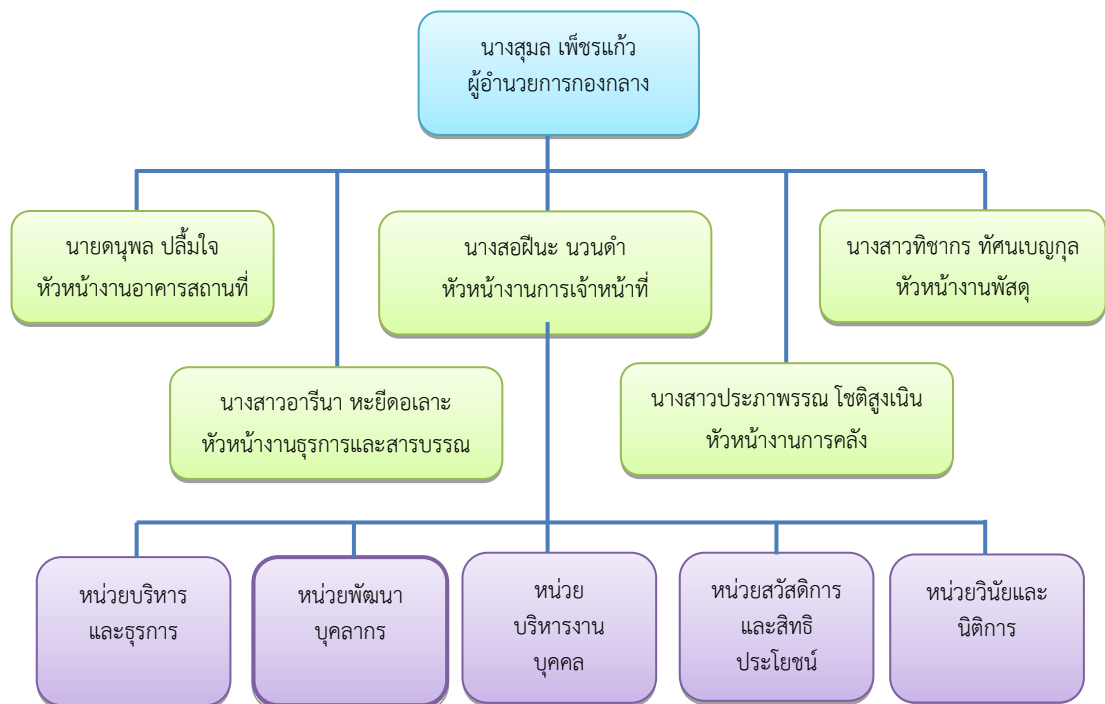 นางสุมล เพ็ชรแก้ว
ผู้อำนวยการกองกลาง
นายดนุพล ปลื้มใจ
หัวหน้างานอาคารสถานที่
นางสอฝีนะ นวนดำ
หัวหน้างานการเจ้าหน้าที่
นางสาวทิชากร ทัศนเบญกุล
หัวหน้างานพัสดุ
นางสาวอารีนา หะยีดอเลาะ
หัวหน้างานธุรการและสารบรรณ
นางสาวประภาพรรณ โชติสูงเนิน
หัวหน้างานการคลัง
หน่วยบริหาร
และธุรการ
หน่วยพัฒนา
บุคลากร
หน่วย
บริหารงาน
บุคคล
หน่วยสวัสดิการ
และสิทธิ
ประโยชน์
หน่วยวินัยและ
นิติการ